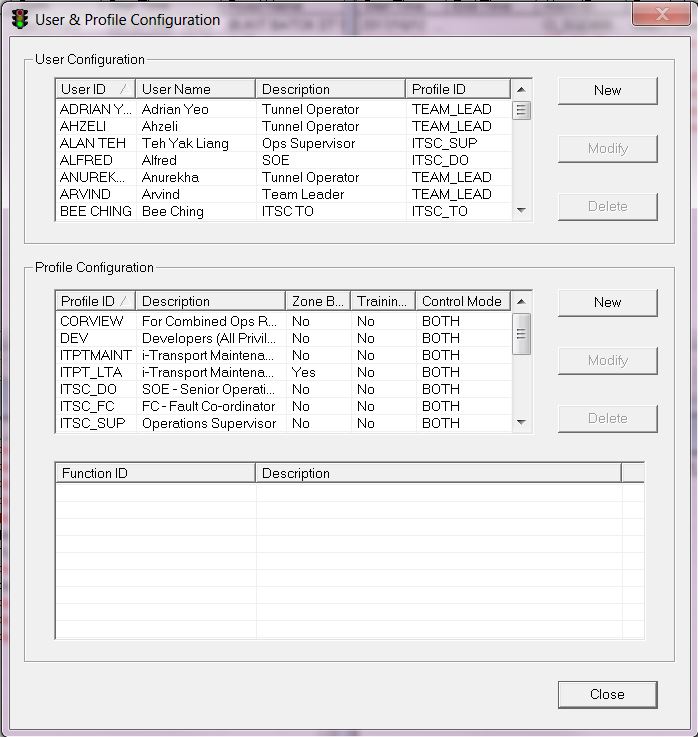 User & Profile Configuration
User Configuration
User ID User Name Description Profile ID
ADRIAN Y... Adrian Yeo Tunnel Operator TEAM_LEAD
AHZELI Ahzeli Tunnel Operator TEAM_LEAD
ALAN TEH Teh Yak Liang Ops Supervisor ITSC_SUP
ALFRED Alfred SOE ITSC_DO
ANUREK... Anurekha Tunnel Operator TEAM_LEAD
ARVIND Arvind Team Leader TEAM_LEAD
BEE CHING Bee Ching ITSC TO ITSC_TO
New
Modify
Delete
Profile Configuration
Profile ID Description Zone B... Trainin... Control Mode
CORVIEW For Combined Ops R... No No BOTH
DEV Developers (All Privil... No No BOTH
ITPTMAINT i-Transport Maintena... No No BOTH
ITPT_LTA i-Transport Maintena... Yes No BOTH
ITSC_DO SOE - Senior Operati... No No BOTH
ITSC_FC FC - Fault Co-ordinator No No BOTH
ITSC_SUP Operations Supervisor No No BOTH
New
Modify
Delete
Function ID Description
Close